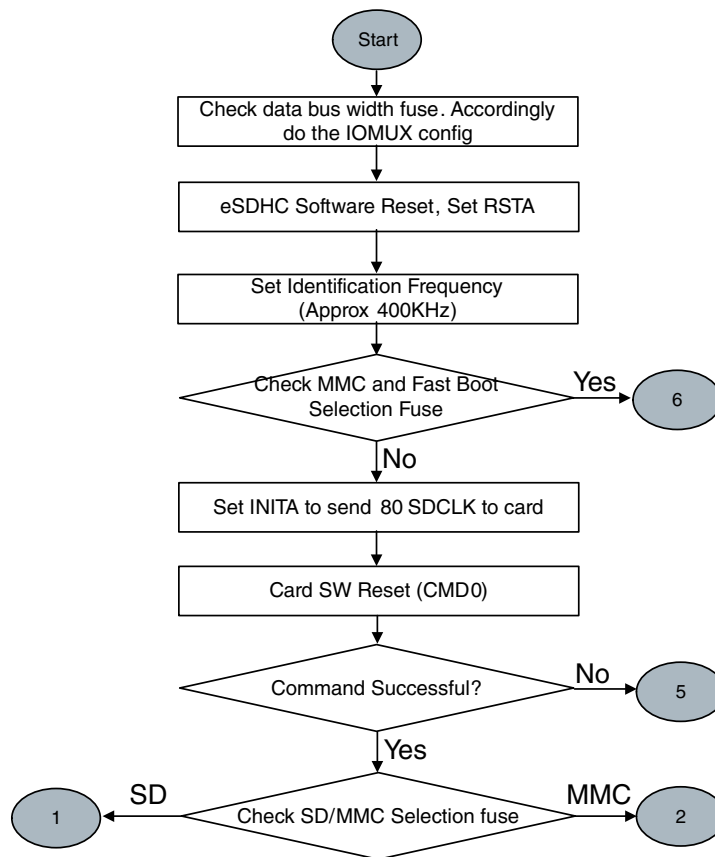 Start
Check data bus width fuse. Accordingly
do the IOMUX config
eSDHC Software Reset, Set RSTA
Set Identification Frequency
(Approx 400KHz)
Check MMC and Fast Boot
Selection Fuse
Yes
6
No
Set INITA to send 80 SDCLK to card
Card SW Reset (CMD0)
Command Successful?
No
5
Yes
SD
MMC
1
Check SD/MMC Selection fuse
2